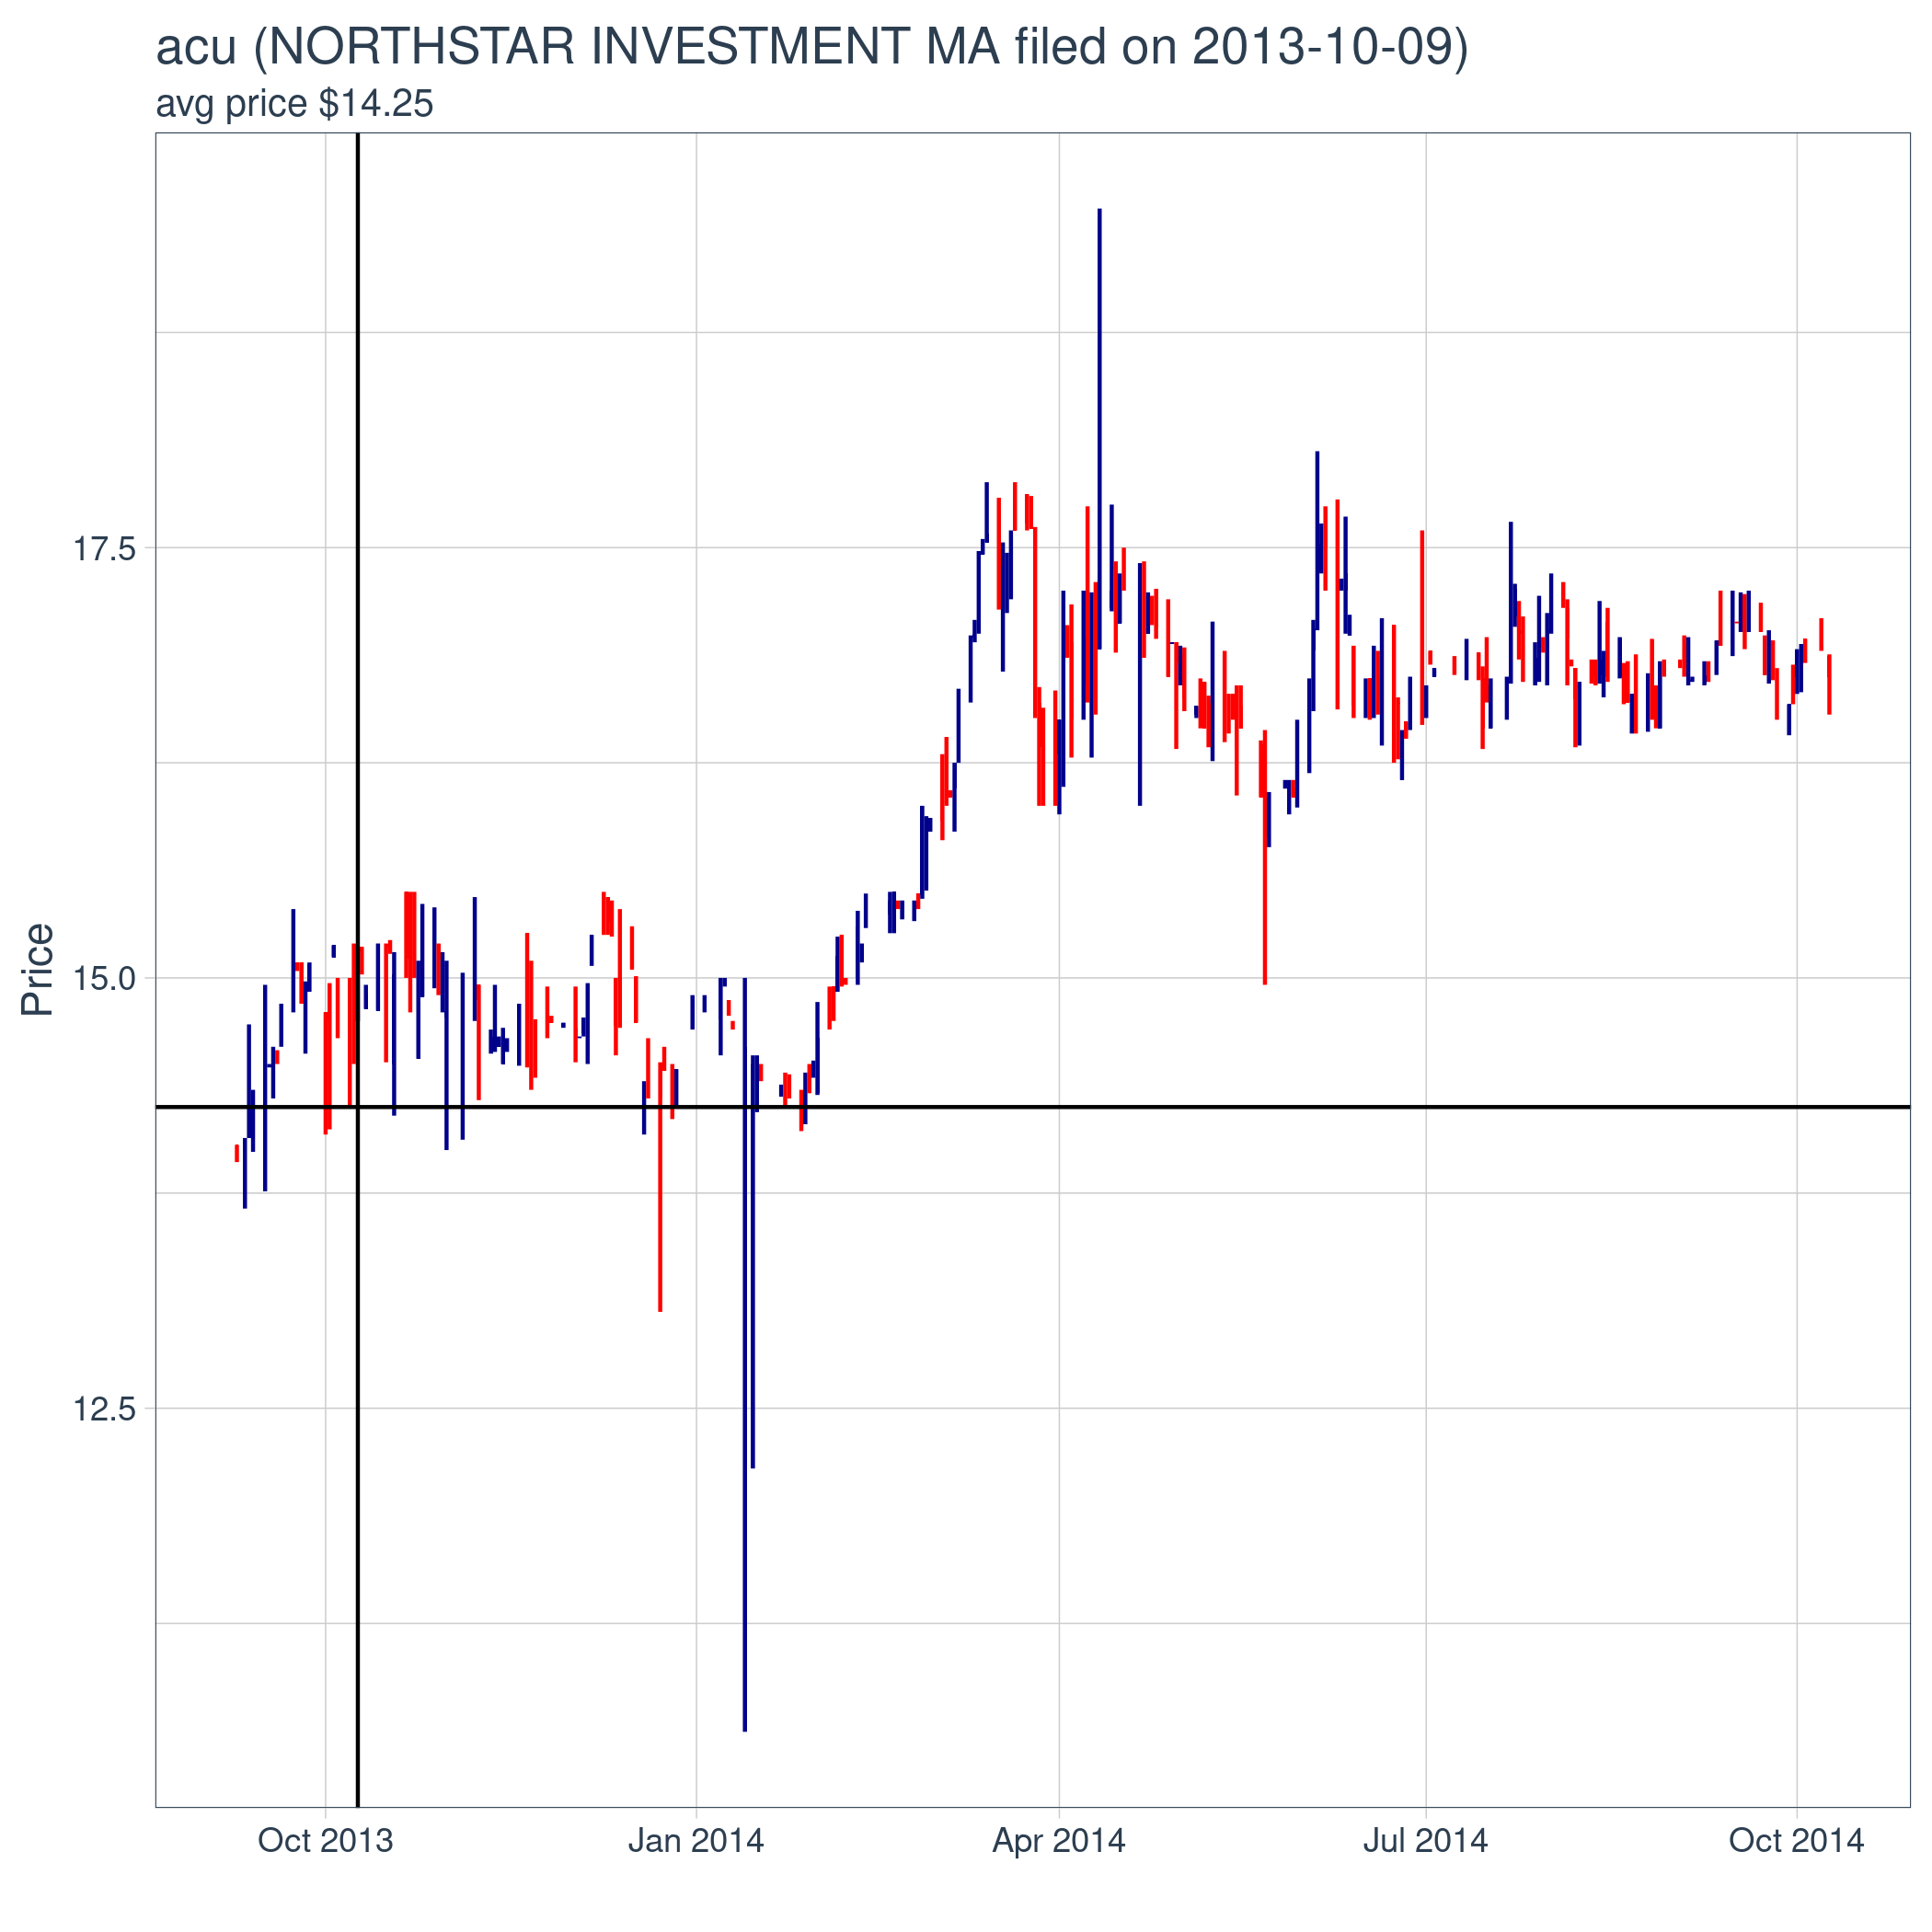 acu (NORTHSTAR INVESTMENT MA filed on 2013-10-09)
avg price $14.25
17.5
15.0
12.5
Price
Oct 2013
Jan 2014
Apr 2014
Jul 2014
Oct 2014